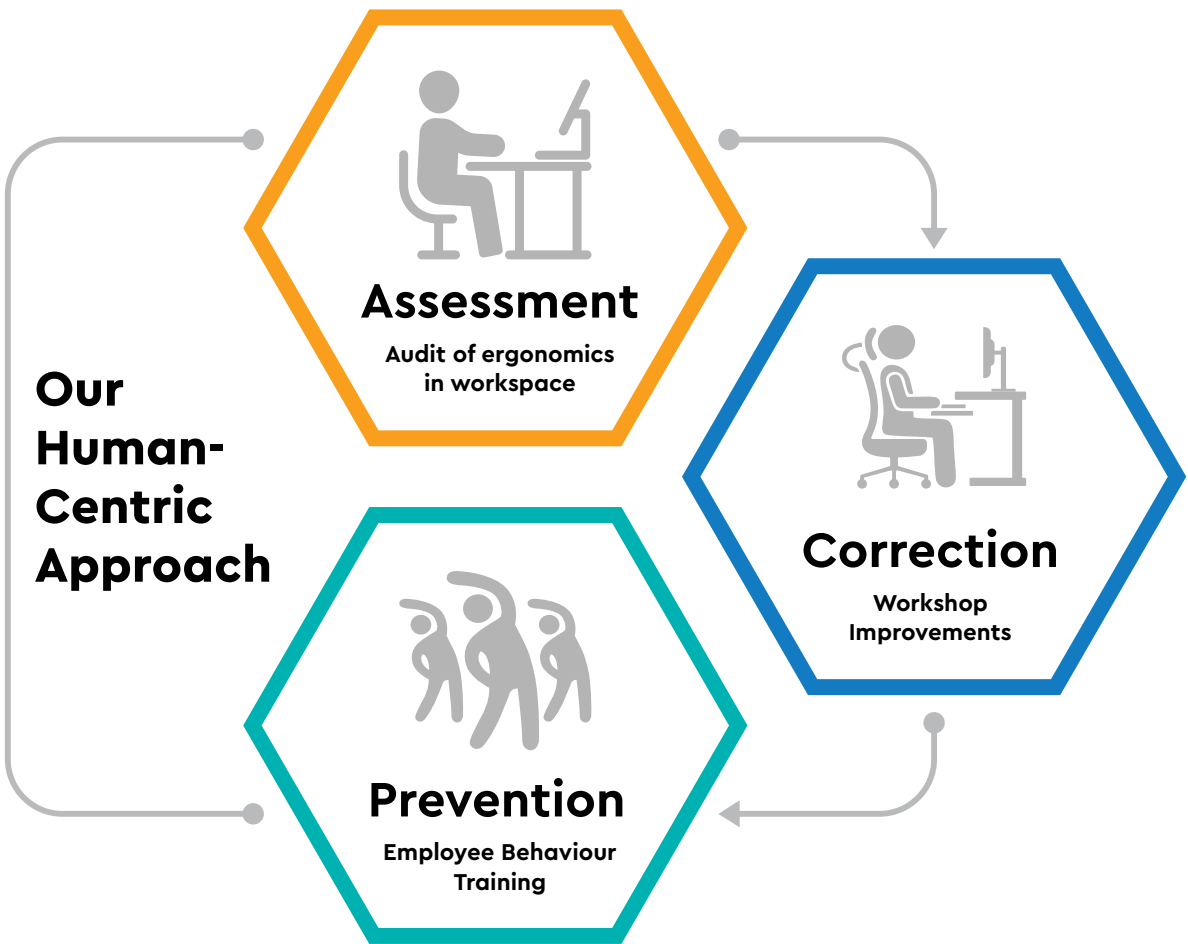 Our
Human-
Centric
Approach
Assessment
Audit of ergonomics
in workspace
Correction
Workshop
Improvements
Prevention
Employee Behaviour
Training